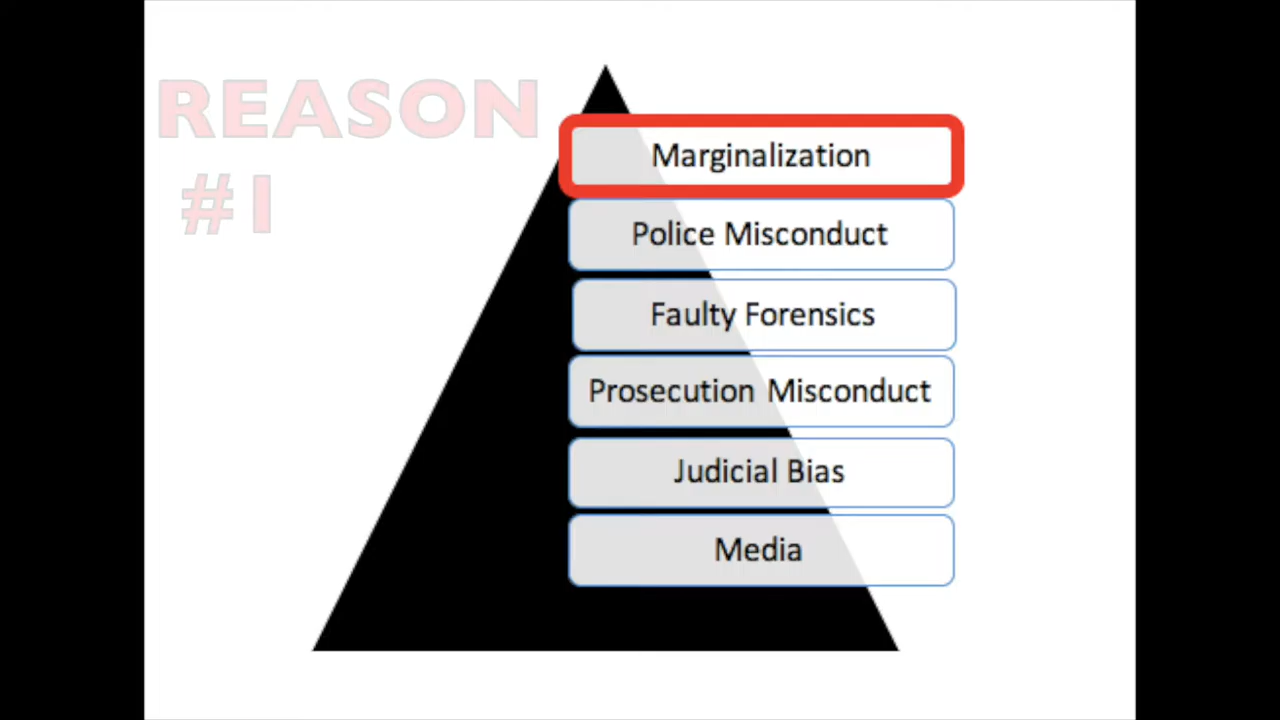 REASON
#1
Marginalization
Police Misconduct
Faulty Forensics
Prosecution Misconduct
Judicial Bias
Media